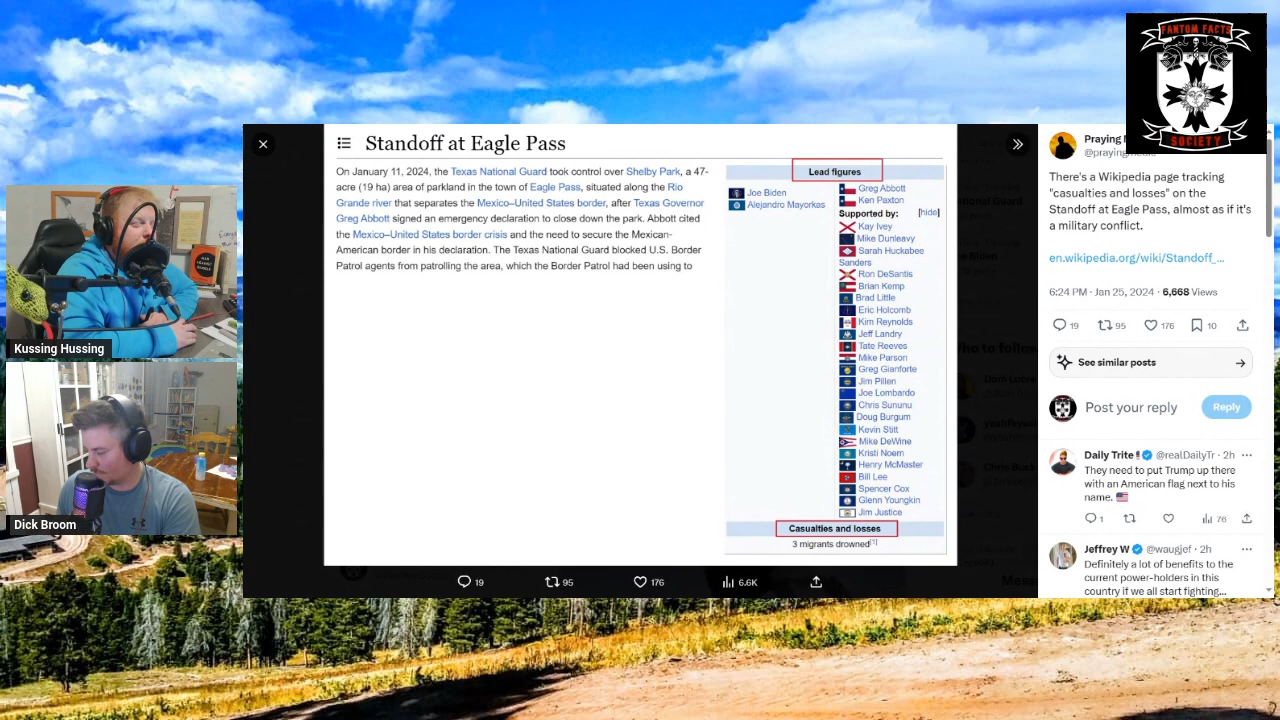 FANTOM FACTS
SOCIETY
Standoff at Eagle Pass
On January 11, 2024, the Texas National Guard took control over Shelby Park, a 47-
acre (19 ha) area of parkland in the town of Eagle Pass, situated along the Rio
Grande river that separates the Mexico–United States border, after Texas Governor
Greg Abbott signed an emergency declaration to close down the park. Abbott cited
the Mexico–United States border crisis and the need to secure the Mexican-
American border in his declaration. The Texas National Guard blocked U.S. Border
Patrol agents from patrolling the area, which the Border Patrol had been using to
Lead figures
Joe Biden
Alejandro Mayorkas
Greg Abbott
Ken Paxton
Supported by: [hide]
Kay Ivey
Mike Dunleavy
Sarah Huckabee
Sanders
Ron DeSantis
Brian Kemp
Brad Little
Eric Holcomb
Kim Reynolds
Jeff Landry
Tate Reeves
Mike Parson
Greg Gianforte
Jim Pillen
Joe Lombardo
Chris Sununu
Doug Burgum
Kevin Stitt
Mike DeWine
Kristi Noem
Henry McMaster
Bill Lee
Spencer Cox
Glenn Youngkin
Jim Justice
Casualties and losses
3 migrants drowned[1]
19 95 176 6.6K
Praying
There's a Wikipedia page tracking
"casualties and losses" on the
Standoff at Eagle Pass, almost as if it's
a military conflict.
en.wikipedia.org/wiki/Standoff_...
6:24 PM · Jan 25, 2024 · 6,668 Views
19 95 176 10
See similar posts
Post your reply Reply
Daily Trite @realDailyTr · 2h
They need to put Trump up there
with an American flag next to his
name.
1 76
Jeffrey W @waugjef · 2h
Definitely a lot of benefits to the
current power-holders in this
country if we all start fighting...
Kussing Hussing
Dick Broom